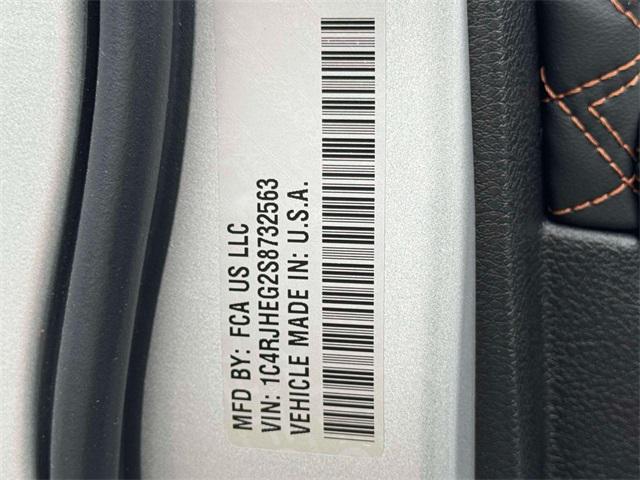 MFD BY: FCA US LLC
VIN: 1C4RJHEG2S8732563
VEHICLE MADE IN: U.S.A.